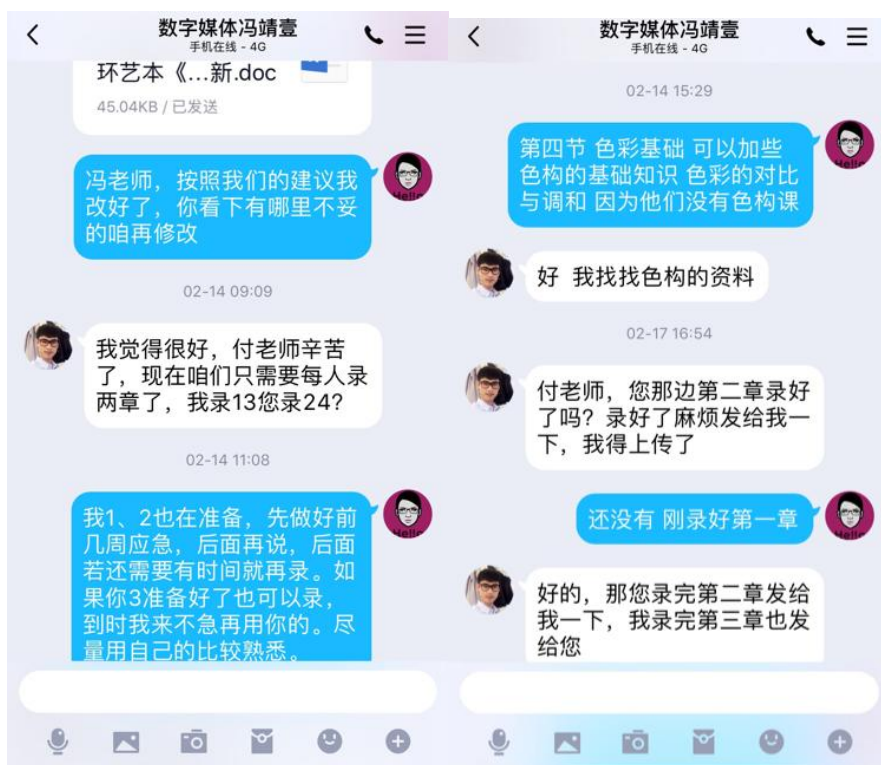 数字媒体冯靖壹
手机在线 - 4G
环艺本《...新.doc
45.04KB / 已发送
冯老师，按照我们的建议我
改好了，你看下有哪里不妥
的咱再修改
Hello
02-14 09:09
我觉得很好，付老师辛苦
了，现在咱们只需要每人录
两章了，我录13您录24?
02-14 11:08
我1、2也在准备，先做好前
几周应急，后面再说，后面
若还需要有时间就再录。如
果你3准备好了也可以录，
到时我来不急再用你的。尽
量用自己的比较熟悉。
Hello
数字媒体冯靖壹
手机在线 - 4G
02-14 15:29
第四节 色彩基础 可以加些
色构的基础知识 色彩的对比
与调和 因为他们没有色构课
Hello
好 我找找色构的资料
02-17 16:54
付老师，您那边第二章录好
了吗？录好了麻烦发给我一
下，我得上传了
还没有 刚录好第一章
Hello
好的，那您录完第二章发给
我一下，我录完第三章也发
给您